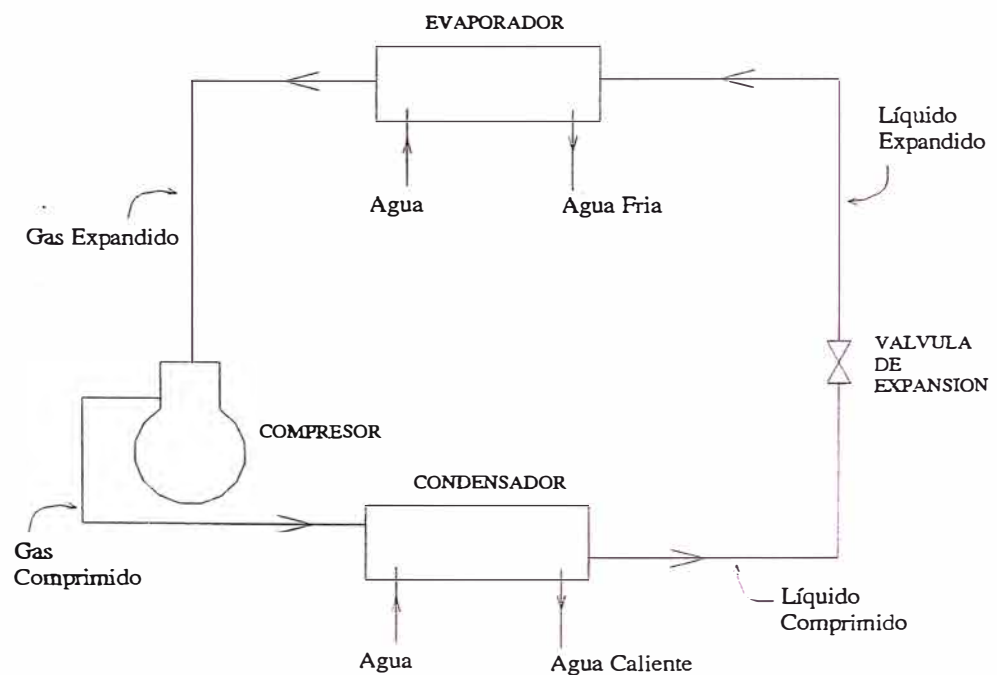 EVAPORADOR
Líquido
Expandido
Agua
Agua Fria
Gas Expandido
VALVULA
DE
EXPANSION
COMPRESOR
CONDENSADOR
Gas
Comprimido
Líquido
Comprimido
Agua
Agua Caliente